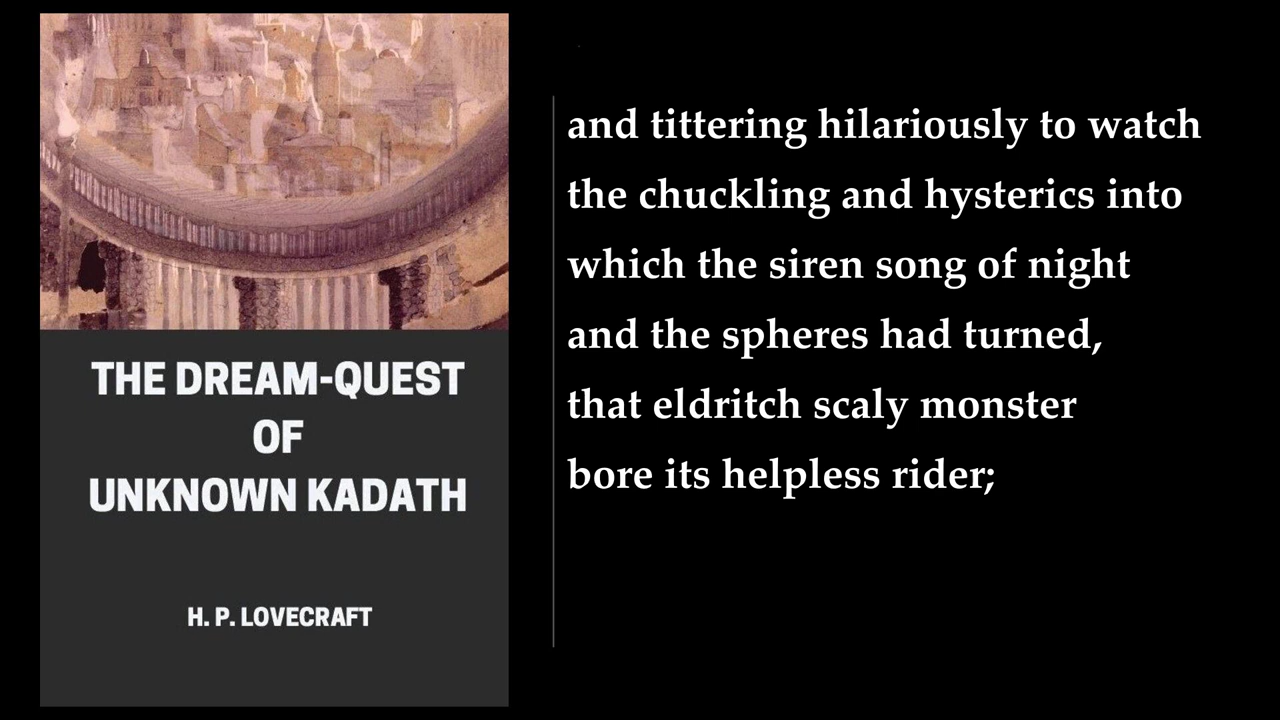 THE DREAM-QUEST
OF
UNKNOWN KADATH
H. P. LOVECRAFT
and tittering hilariously to watch
the chuckling and hysterics into
which the siren song of night
and the spheres had turned,
that eldritch scaly monster
bore its helpless rider;